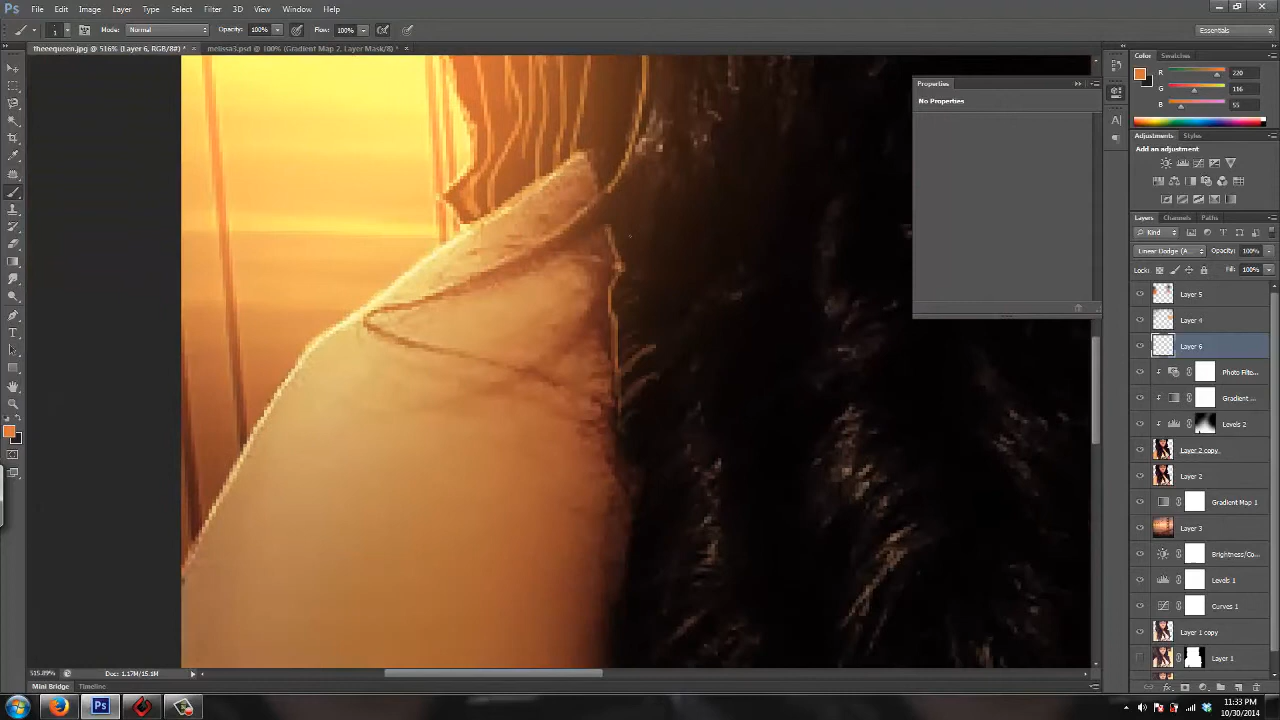 Ps File Edit Image Layer Type Select Filter 3D View Window Help
1 Mode: Normal Opacity: 100% Flow: 100% Essentials
theeequeen.jpg @ 516% (Layer 6, RGB/8#) * × melissa3.psd @ 100% (Gradient Map 2, Layer Mask/8) * ×
Color Swatches
R 220
G 116
B 55
Properties
No Properties
Adjustments Styles
Add an adjustment
Layers Channels Paths
Kind
Linear Dodge (A... Opacity: 100%
Lock: Fill: 100%
Layer 5
Layer 4
Layer 6
Photo Filte...
Gradient ...
Levels 2
Layer 2 copy
Layer 2
Gradient Map 1
Layer 3
Brightness/Co...
Levels 1
Curves 1
Layer 1 copy
Layer 1
515.89% Doc: 1.17M/15.1M
Mini Bridge Timeline
Ps
11:33 PM
10/30/2014